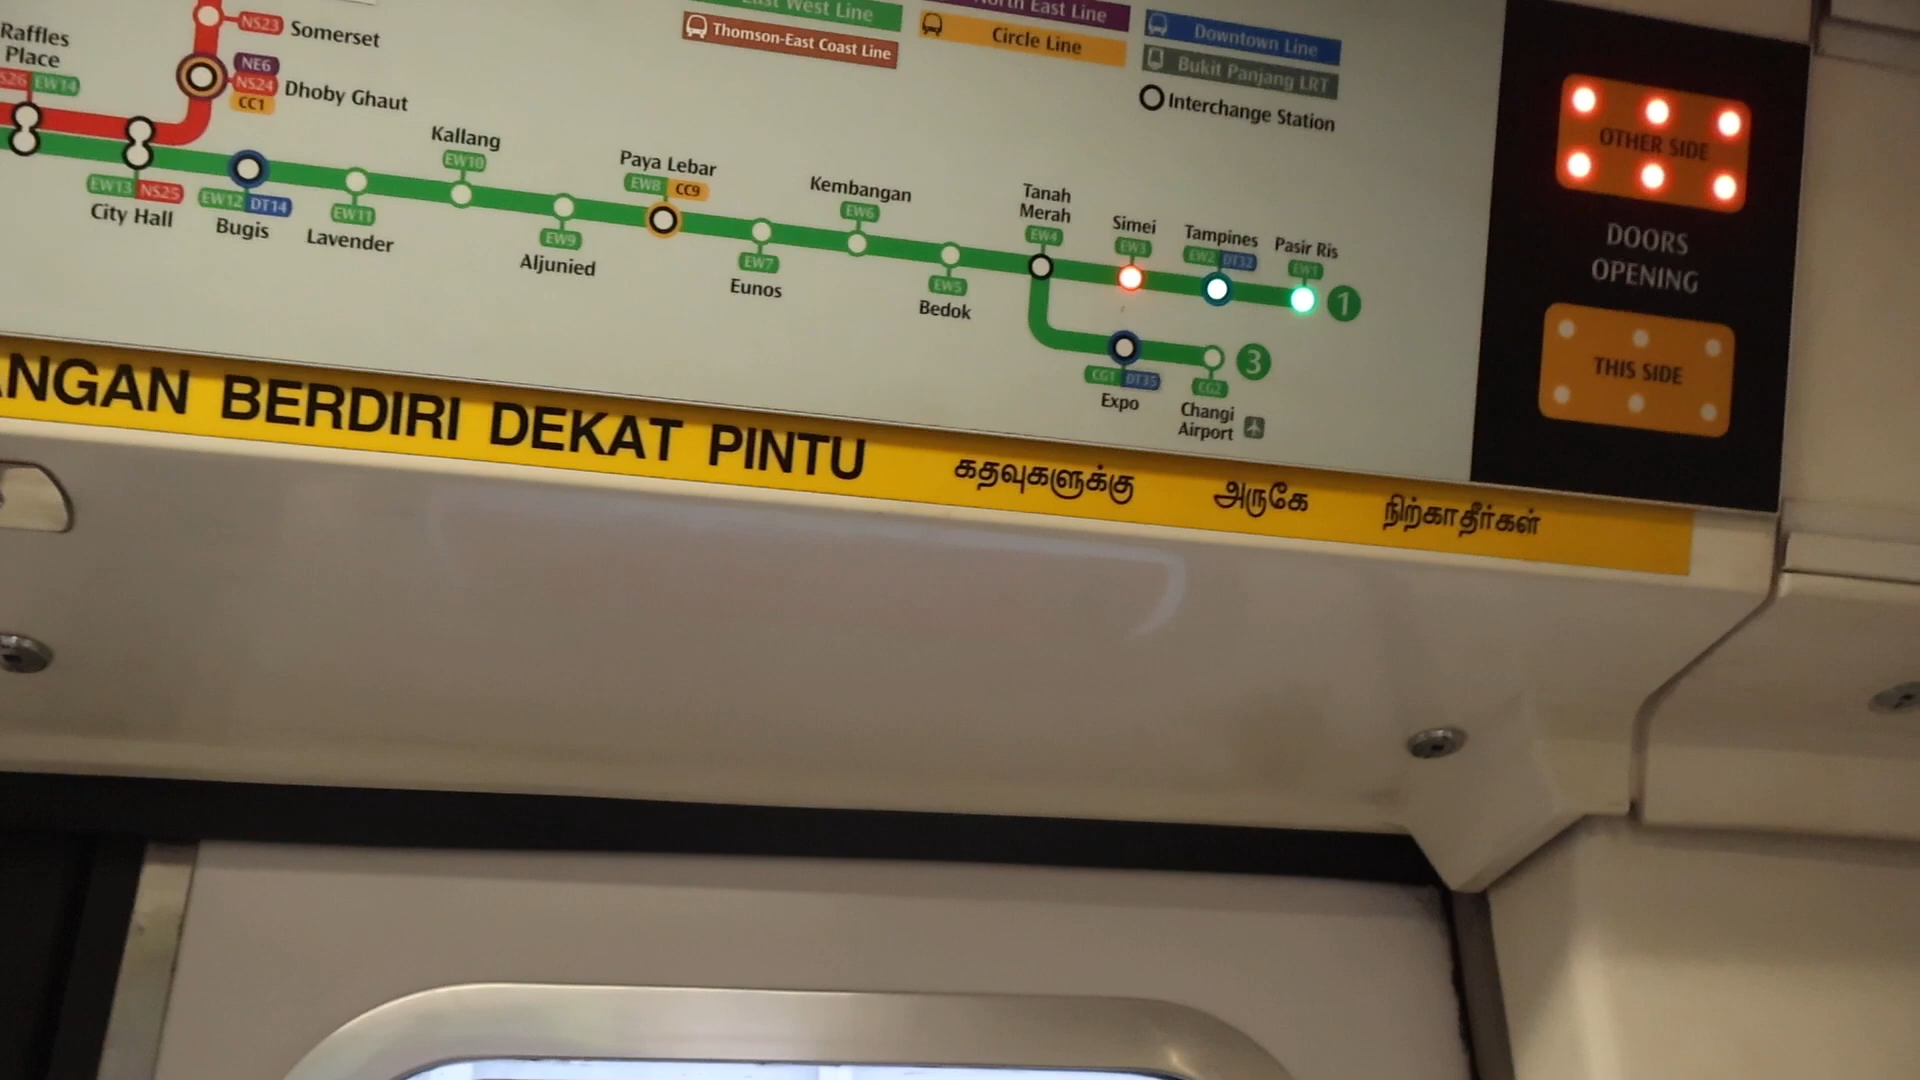 NS23 Somerset
Raffles
Place
EW14
NE6
NS24
CC1
Dhoby Ghaut
East West Line
Thomson-East Coast Line
North East Line
Circle Line
Downtown Line
Bukit Panjang LRT
Interchange Station
EW13 NS25
City Hall
EW12 DT14
Bugis
EW11
Lavender
Kallang
EW10
EW9
Aljunied
Paya Lebar
EW8 CC9
EW7
Eunos
Kembangan
EW6
EW5
Bedok
Tanah
Merah
EW4
Simei
EW3
Tampines
EW2 DT32
Pasir Ris
EW1
1
CG1 DT35
Expo
3
CG2
Changi
Airport
OTHER SIDE
DOORS
OPENING
THIS SIDE
BERDIRI DEKAT PINTU கதவுகளுக்கு அருகே நிற்காதீர்கள்